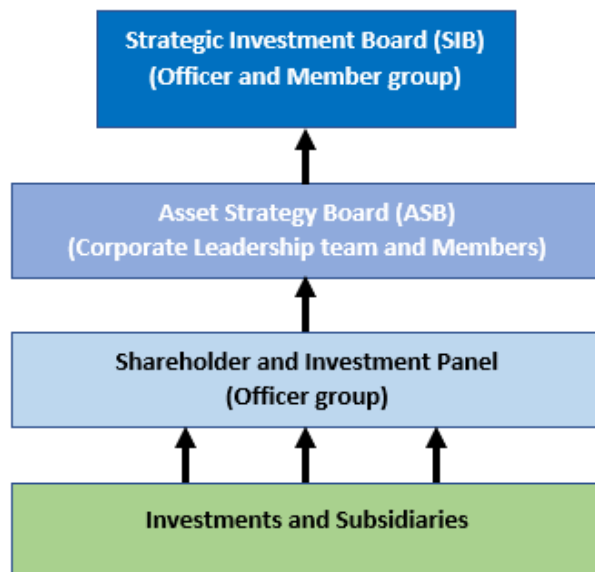 Strategic Investment Board (SIB)
(Officer and Member group)
Asset Strategy Board (ASB)
(Corporate Leadership team and Members)
Shareholder and Investment Panel
(Officer group)
Investments and Subsidiaries